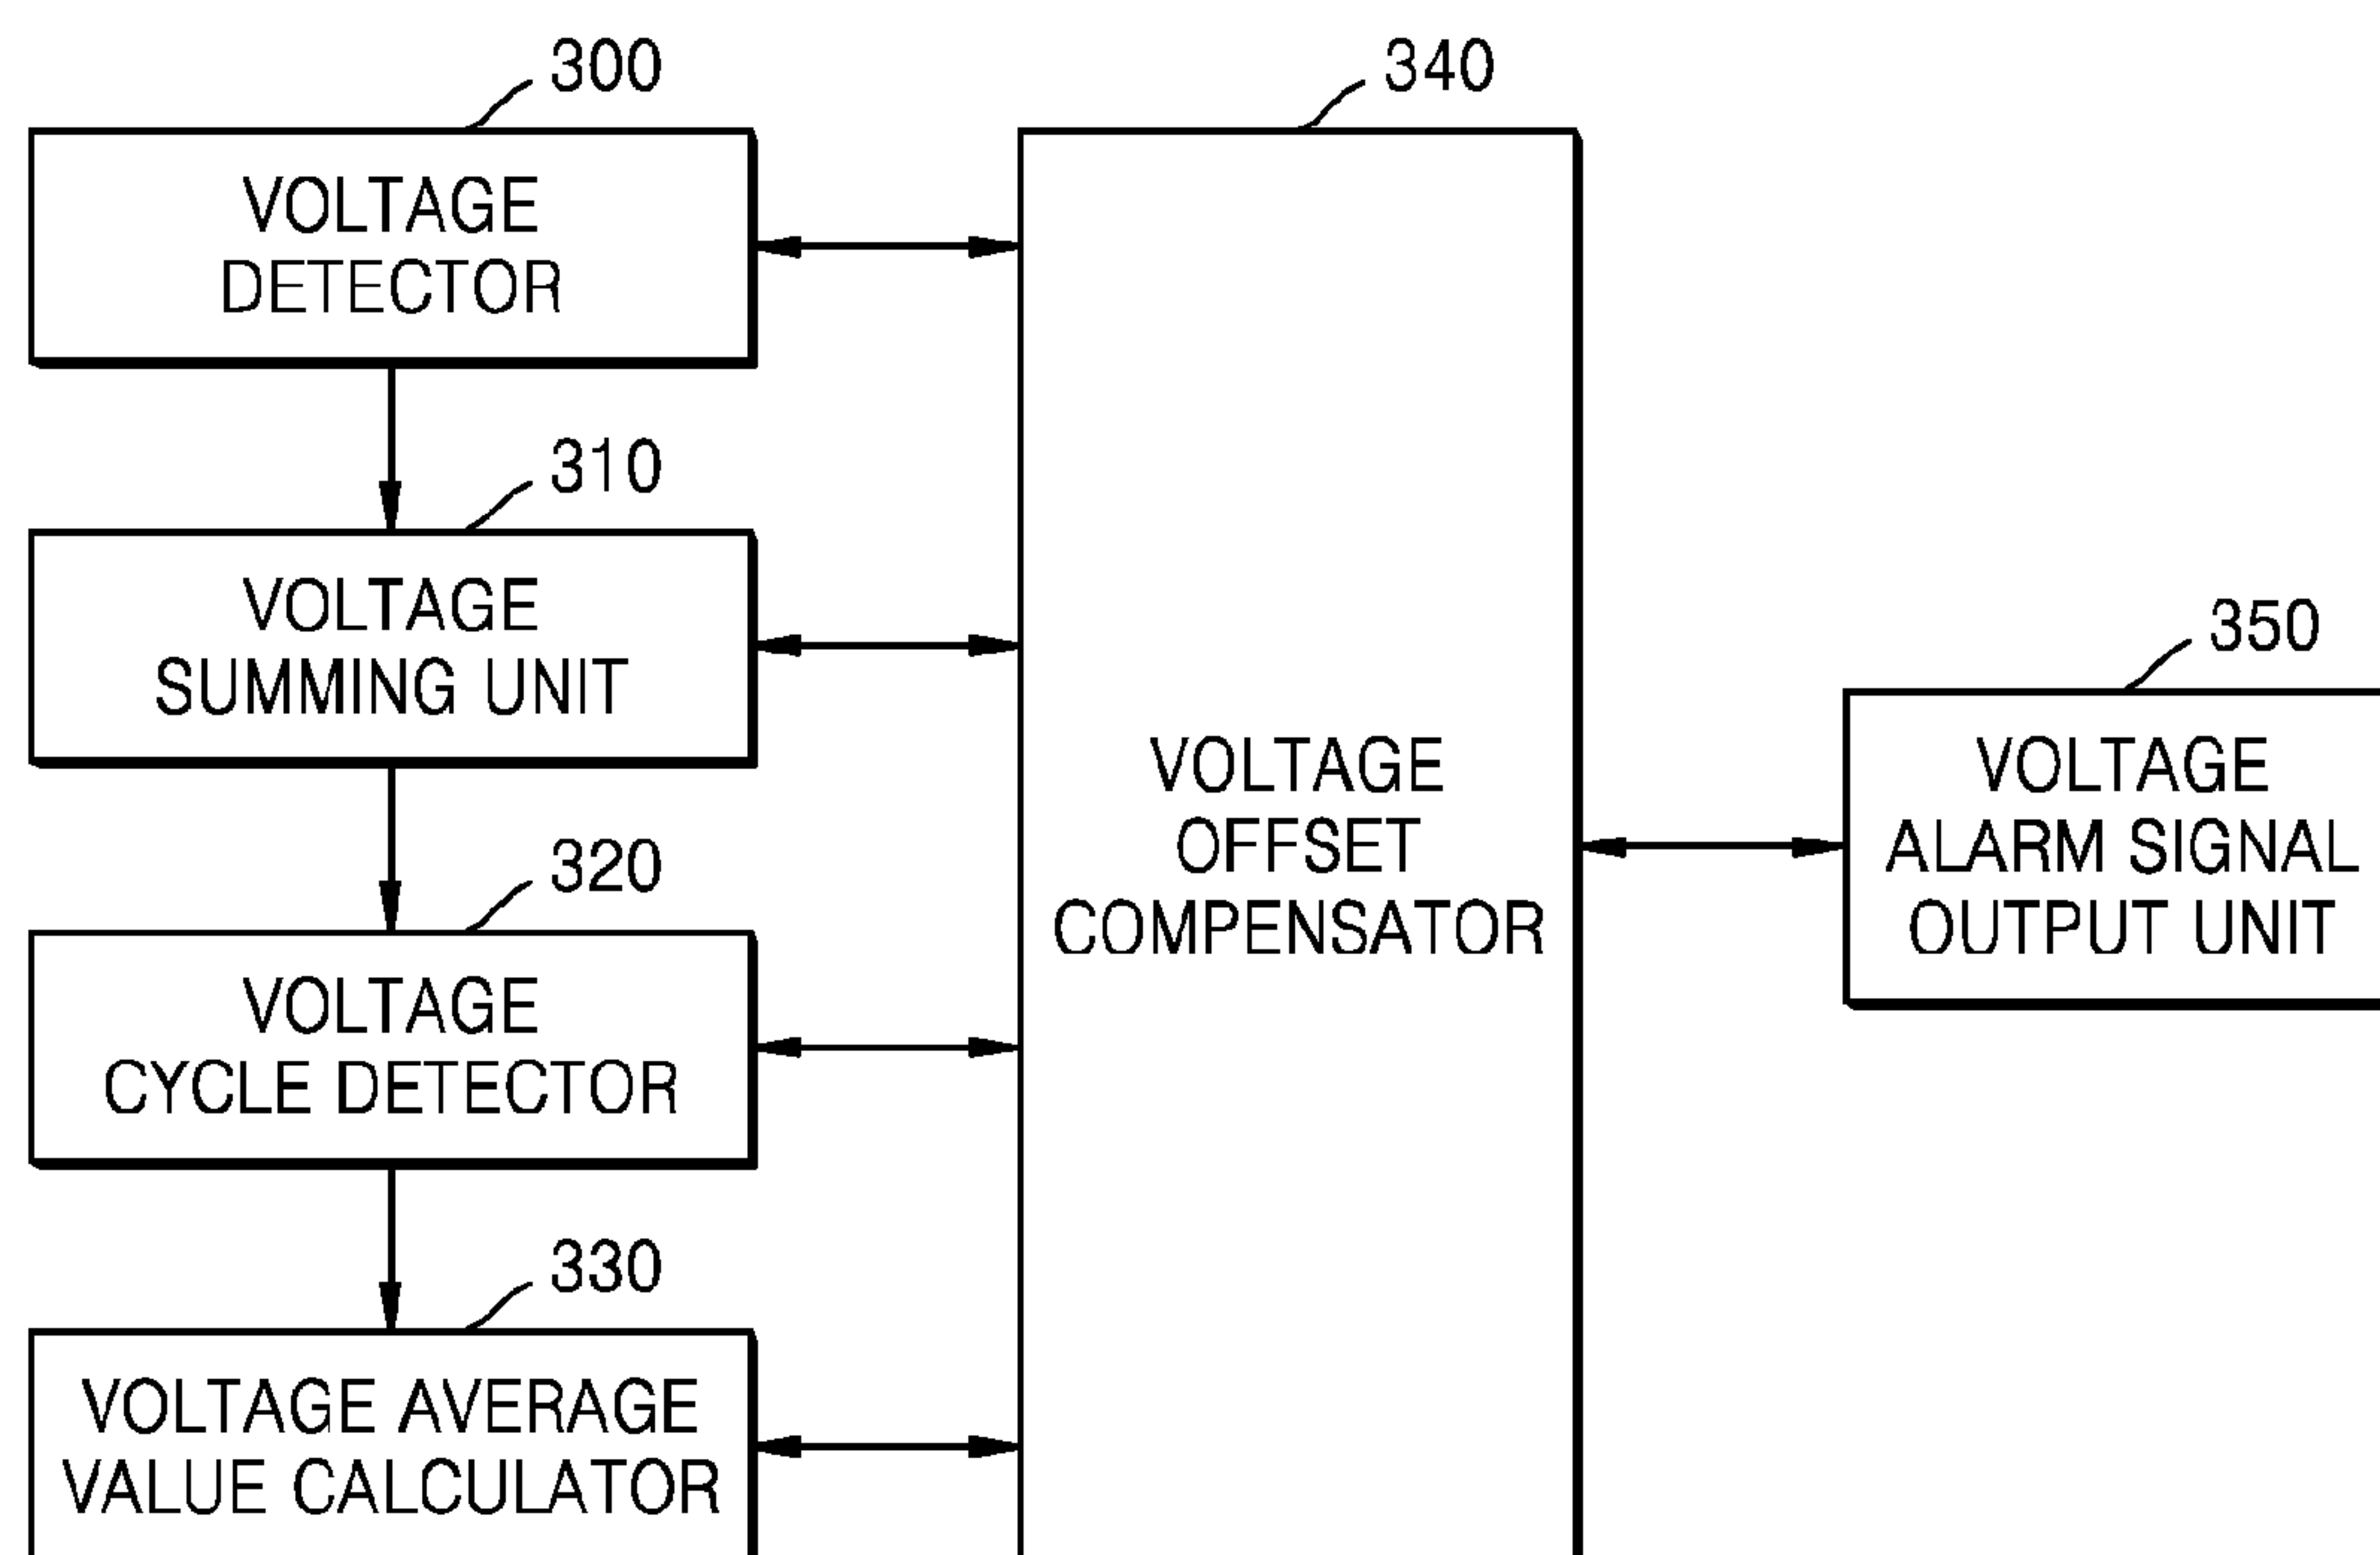 300
VOLTAGE
DETECTOR
310
VOLTAGE
SUMMING UNIT
320
VOLTAGE
CYCLE DETECTOR
330
VOLTAGE AVERAGE
VALUE CALCULATOR
340
VOLTAGE
OFFSET
COMPENSATOR
350
VOLTAGE
ALARM SIGNAL
OUTPUT UNIT